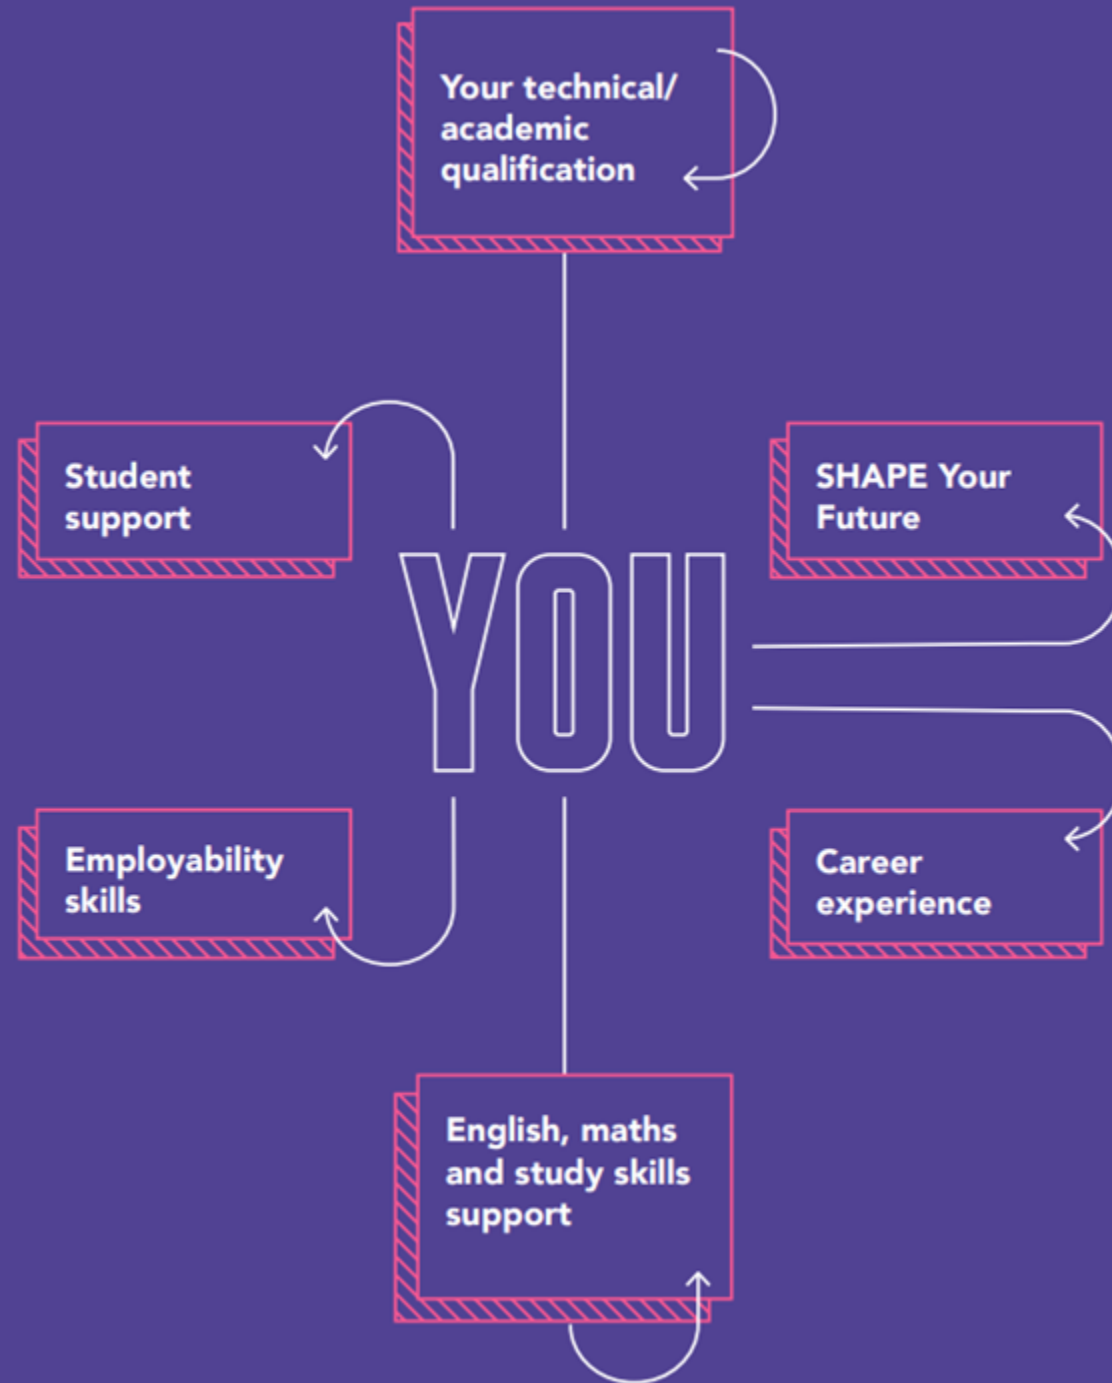 Your technical/
academic
qualification
Student
support
SHAPE Your
Future
YOU
Employability
skills
Career
experience
English, maths
and study skills
support